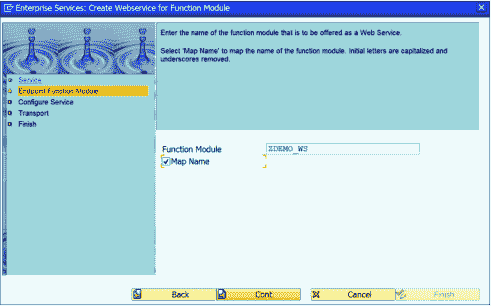 Enterprise Services: Create Webservice for Function Module
Enter the name of the function module that is to be offered as a Web Service.
Select 'Map Name' to map the name of the function module. Initial letters are capitalized and
underscores removed.
Service
Endpoint Function Module
Configure Service
Transport
Finish
Function Module ZDEMO_WS
Map Name
Back Cont Cancel Finish